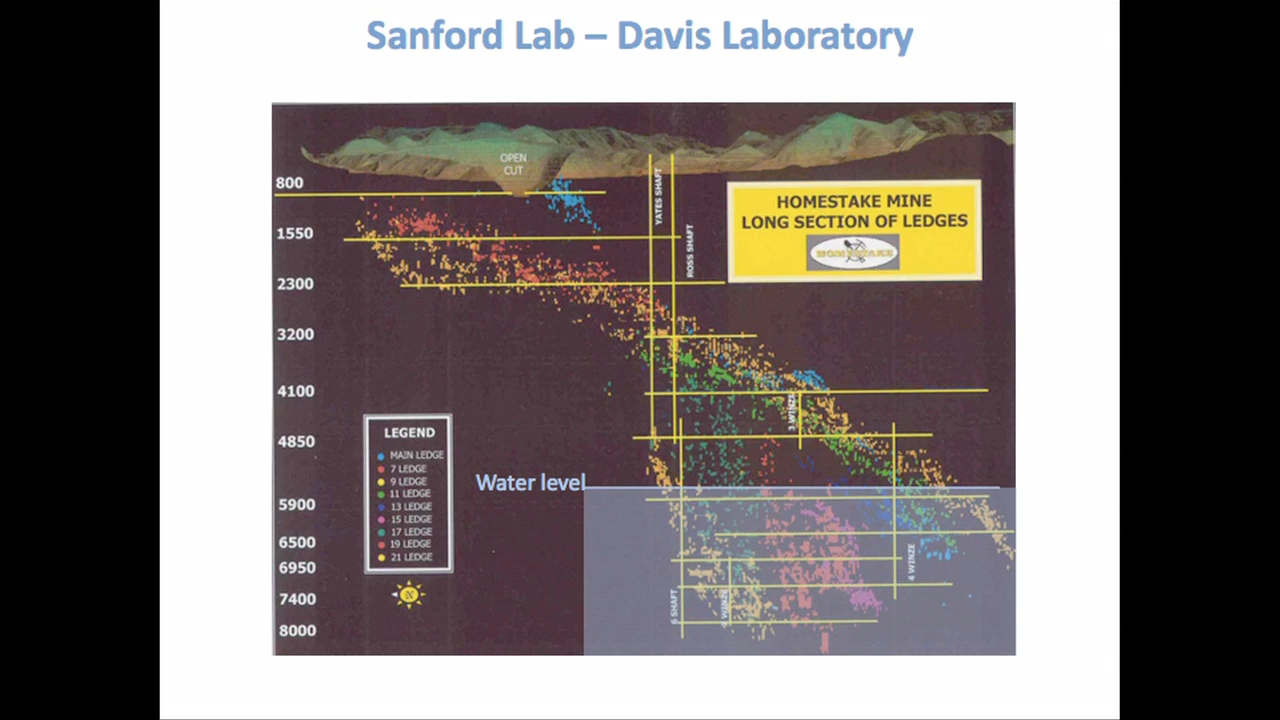 Sanford Lab – Davis Laboratory
OPEN
CUT
800
YATES SHAFT
HOMESTAKE MINE
LONG SECTION OF LEDGES
1550
ROSS SHAFT
2300
3200
4100
3 WINZE
LEGEND
4850
MAIN LEDGE
7 LEDGE
9 LEDGE
Water level
11 LEDGE
5900
13 LEDGE
15 LEDGE
17 LEDGE
6500
19 LEDGE
21 LEDGE
4 WINZE
6950
N
7400
6 SHAFT
WINZE
8000